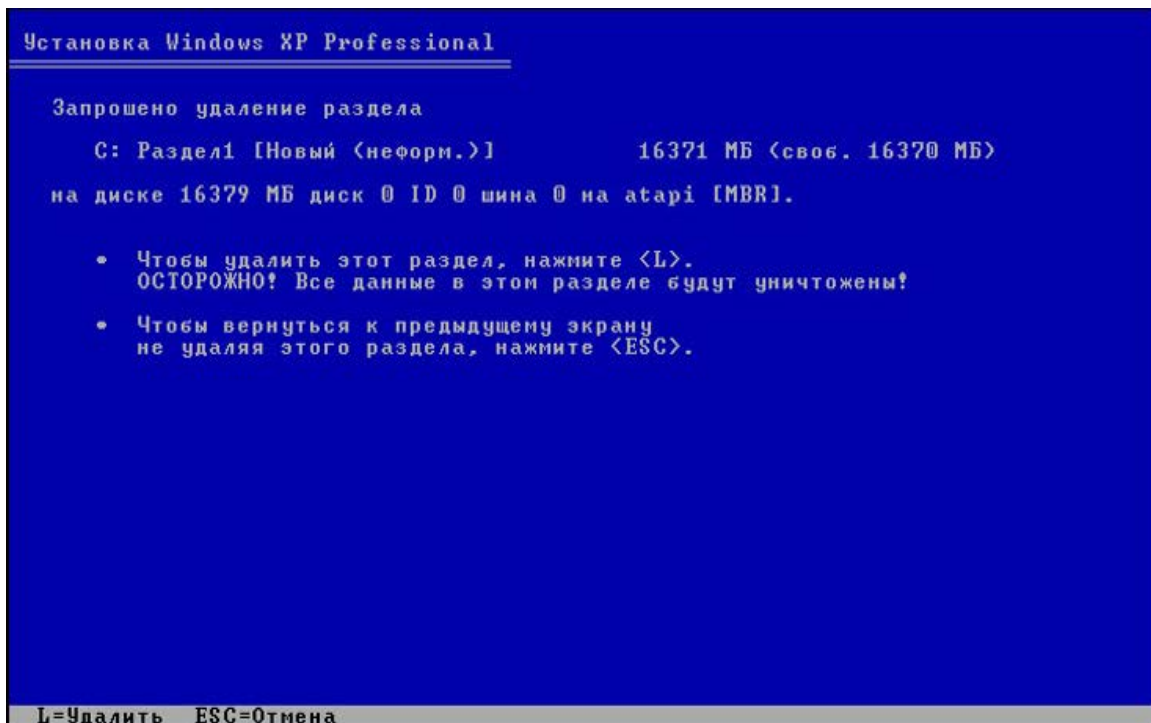 Установка Windows XP Professional
Запрошено удаление раздела
C: Раздел1 [Новый (неформ.)] 16371 МБ (своб. 16370 МБ)
на диске 16379 МБ диск 0 ID 0 шина 0 на atapi [MBR].
• Чтобы удалить этот раздел, нажмите <L>.
ОСТОРОЖНО! Все данные в этом разделе будут уничтожены!
• Чтобы вернуться к предыдущему экрану
не удаляя этого раздела, нажмите <ESC>.
L=Удалить ESC=Отмена